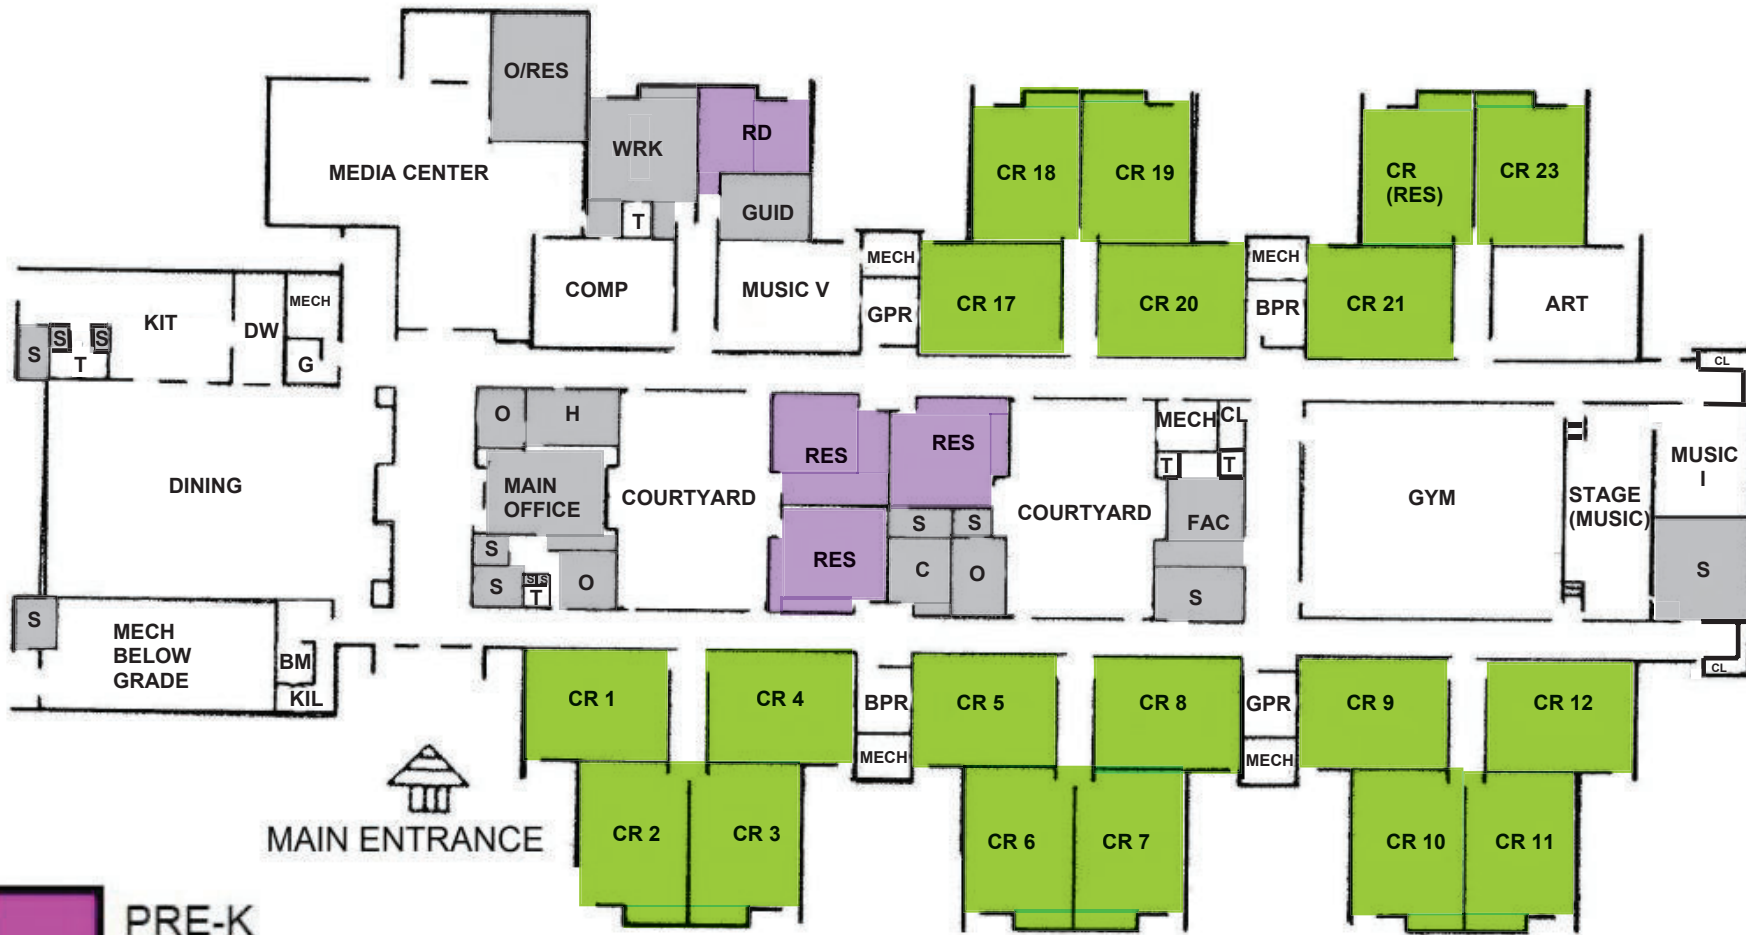 O/RES
RD
WRK
MEDIA CENTER
GUID
T
CR 18
CR 19
CR
(RES)
CR 23
MECH
MECH
COMP
MUSIC V
GPR
CR 17
CR 20
BPR
CR 21
ART
MECH
KIT
DW
S
S
S
T
G
CL
O
H
MECH
CL
RES
RES
T
T
MUSIC
I
DINING
MAIN
OFFICE
COURTYARD
COURTYARD
GYM
STAGE
(MUSIC)
S
S
FAC
S
RES
C
O
S
S
S
S
T
O
S
S
MECH
BELOW
GRADE
BM
KIL
CL
CR 1
CR 4
BPR
CR 5
CR 8
GPR
CR 9
CR 12
MECH
MECH
CR 2
CR 3
CR 6
CR 7
CR 10
CR 11
MAIN ENTRANCE
PRE-K